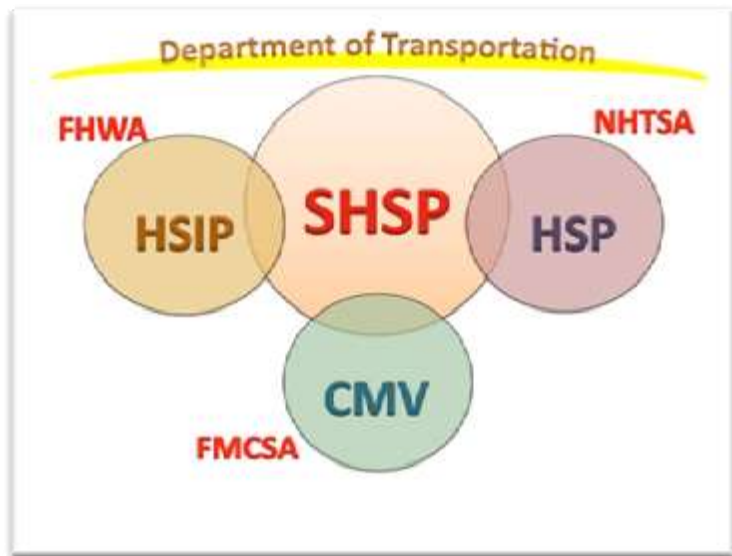 Department of Transportation
FHWA
NHTSA
SHSP
HSIP
HSP
CMV
FMCSA